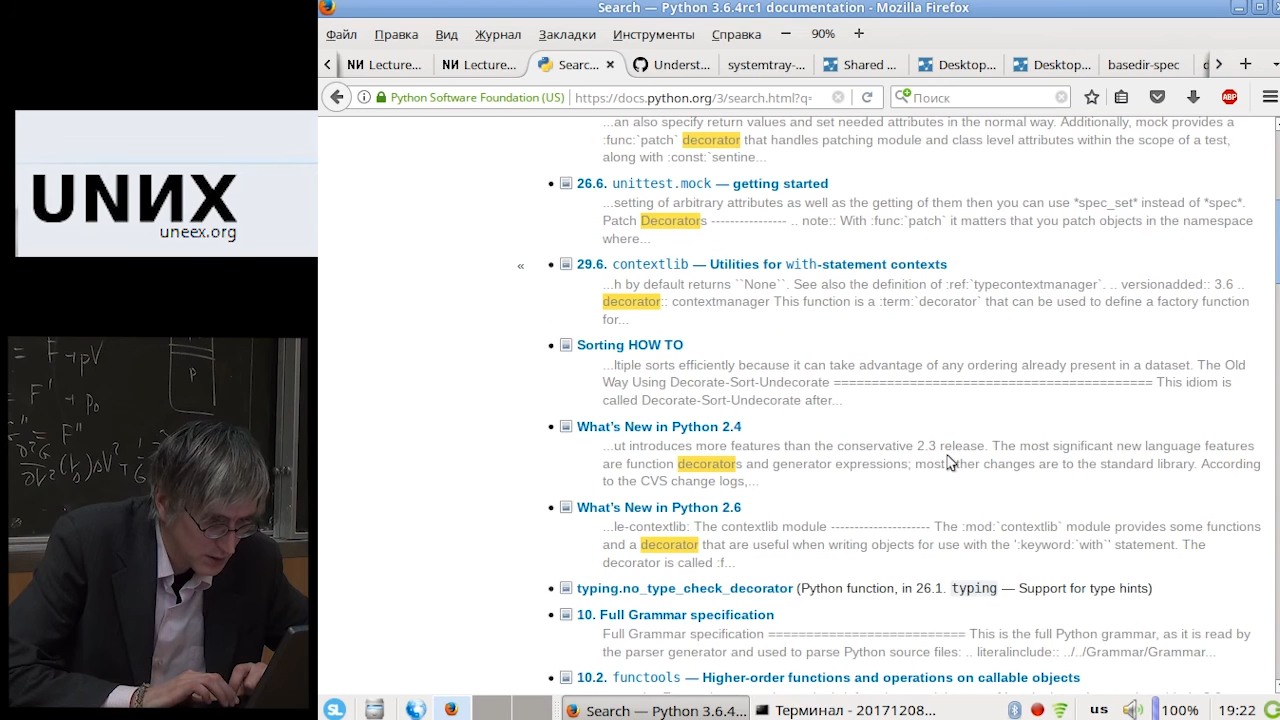 UNИX
uneex.org
Search — Python 3.6.4rc1 documentation - Mozilla Firefox
Файл Правка Вид Журнал Закладки Инструменты Справка − 90% +
Lecture... Lecture... Searc... × Underst... systemtray-... Shared ... Desktop... Desktop... basedir-spec
Python Software Foundation (US) https://docs.python.org/3/search.html?q= Поиск ABP
...an also specify return values and set needed attributes in the normal way. Additionally, mock provides a
:func:`patch` decorator that handles patching module and class level attributes within the scope of a test,
along with :const:`sentine...
26.6. unittest.mock — getting started
...setting of arbitrary attributes as well as the getting of them then you can use *spec_set* instead of *spec*.
Patch Decorators ---------------- .. note:: With :func:`patch` it matters that you patch objects in the namespace
where...
«
29.6. contextlib — Utilities for with-statement contexts
...h by default returns ``None``. See also the definition of :ref:`typecontextmanager`. .. versionadded:: 3.6 ..
decorator:: contextmanager This function is a :term:`decorator` that can be used to define a factory function
for...
Sorting HOW TO
...ltiple sorts efficiently because it can take advantage of any ordering already present in a dataset. The Old
Way Using Decorate-Sort-Undecorate ========================================== This idiom is
called Decorate-Sort-Undecorate after...
What's New in Python 2.4
...ut introduces more features than the conservative 2.3 release. The most significant new language features
are function decorators and generator expressions; most other changes are to the standard library. According
to the CVS change logs,...
What's New in Python 2.6
...le-contextlib: The contextlib module --------------------- The :mod:`contextlib` module provides some functions
and a decorator that are useful when writing objects for use with the ':keyword:`with`' statement. The
decorator is called :f...
typing.no_type_check_decorator (Python function, in 26.1. typing — Support for type hints)
10. Full Grammar specification
Full Grammar specification ========================== This is the full Python grammar, as it is read by
the parser generator and used to parse Python source files: .. literalinclude:: ../../Grammar/Grammar...
10.2. functools — Higher-order functions and operations on callable objects
Search — Python 3.6.4... Терминал - 20171208... us 100% 19:22